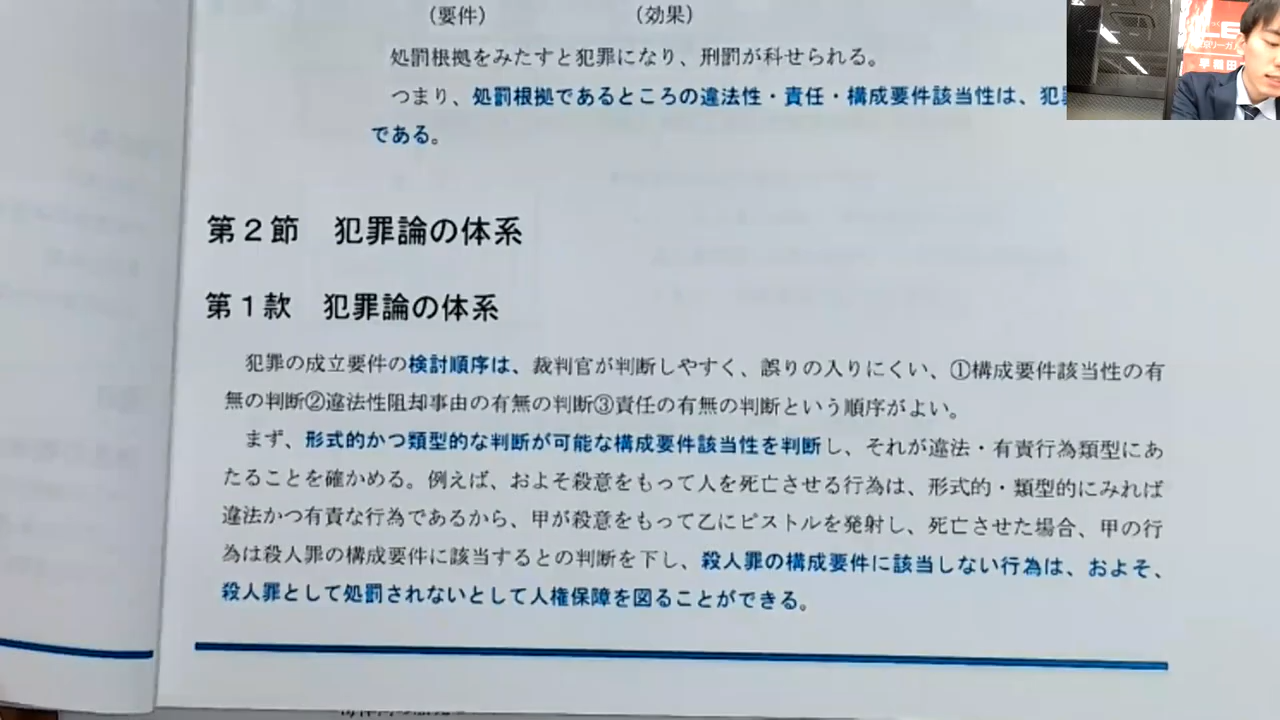 （要件） （効果）
処罰根拠をみたすと犯罪になり、刑罰が科せられる。
つまり、処罰根拠であるところの違法性・責任・構成要件該当性は、犯
である。
第２節 犯罪論の体系
第１款 犯罪論の体系
犯罪の成立要件の検討順序は、裁判官が判断しやすく、誤りの入りにくい、①構成要件該当性の有
無の判断②違法性阻却事由の有無の判断③責任の有無の判断という順序がよい。
まず、形式的かつ類型的な判断が可能な構成要件該当性を判断し、それが違法・有責行為類型にあ
たることを確かめる。例えば、およそ殺意をもって人を死亡させる行為は、形式的・類型的にみれば
違法かつ有責な行為であるから、甲が殺意をもって乙にピストルを発射し、死亡させた場合、甲の行
為は殺人罪の構成要件に該当するとの判断を下し、殺人罪の構成要件に該当しない行為は、およそ、
殺人罪として処罰されないとして人権保障を図ることができる。
LE
リーガル
早稲田